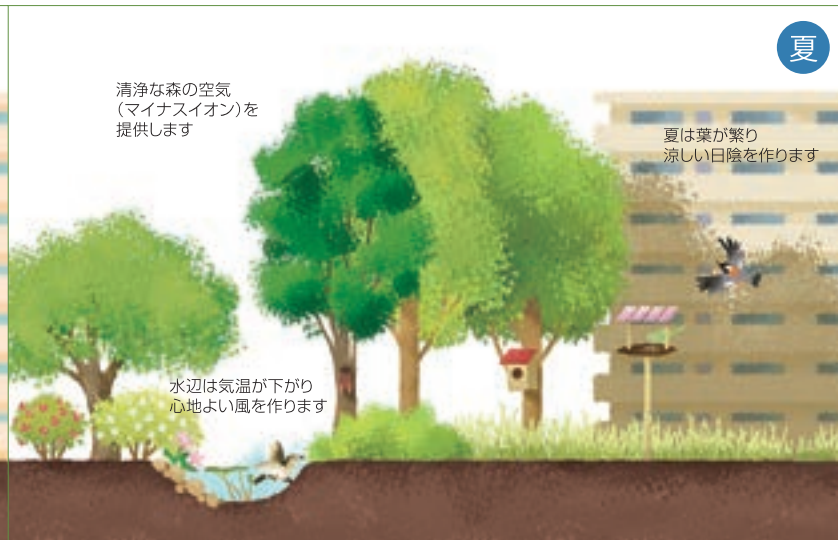 夏
清浄な森の空気
（マイナスイオン）を
提供します
夏は葉が繁り
涼しい日陰を作ります
水辺は気温が下がり
心地よい風を作ります